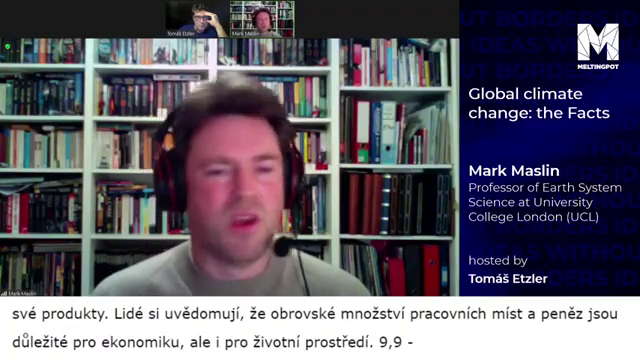 Tomáš Etzler
Mark Maslin
MELTINGPOT
Global climate
change: the Facts
Mark Maslin
Professor of Earth System
Science at University
College London (UCL)
hosted by
Tomáš Etzler
Mark Maslin
své produkty. Lidé si uvědomují, že obrovské množství pracovních míst a peněz jsou
důležité pro ekonomiku, ale i pro životní prostředí. 9,9 -